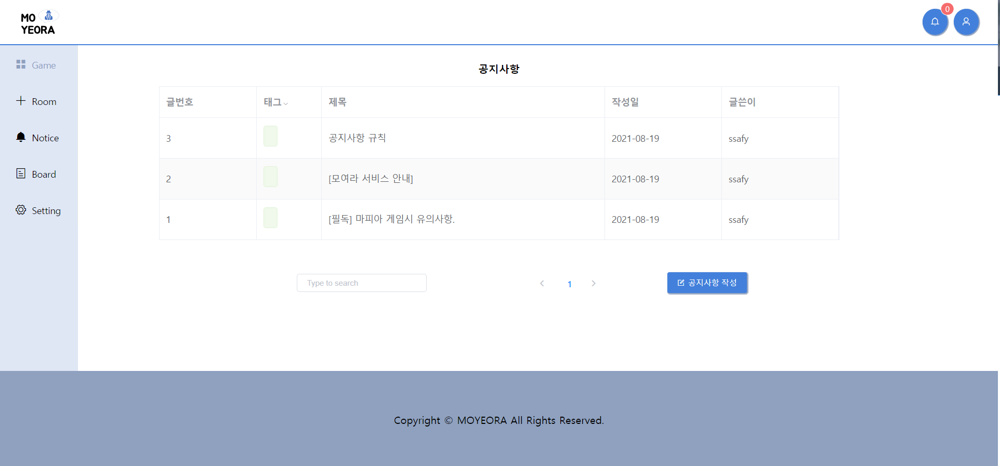 MO
YEORA
0
Game
Room
Notice
Board
Setting
공지사항
글번호 태그 제목 작성일 글쓴이
3 공지사항 규칙 2021-08-19 ssafy
2 [모여라 서비스 안내] 2021-08-19 ssafy
1 [필독] 마피아 게임시 유의사항. 2021-08-19 ssafy
Type to search 1 공지사항 작성
Copyright © MOYEORA All Rights Reserved.